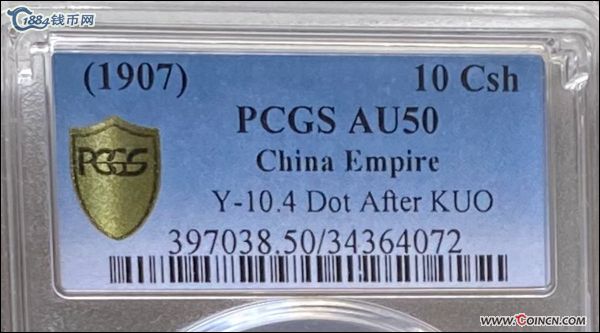 1884钱币网
(1907)
10 Csh
PCGS AU50
China Empire
PCGS
Y-10.4 Dot After KUO
397038.50/34364072
WWW.COINCN.COM